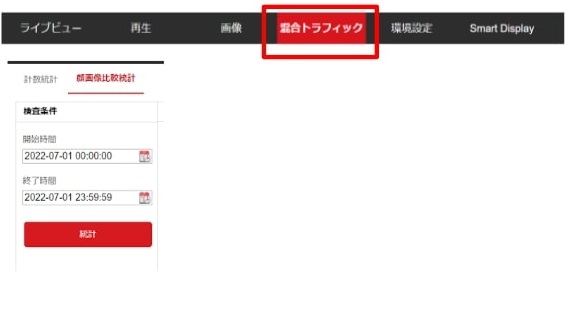 ライブビュー 再生 画像 混合トラフィック 環境設定 Smart Display
計数統計 顔画像比較統計
検査条件
開始時間
2022-07-01 00:00:00
終了時間
2022-07-01 23:59:59
統計